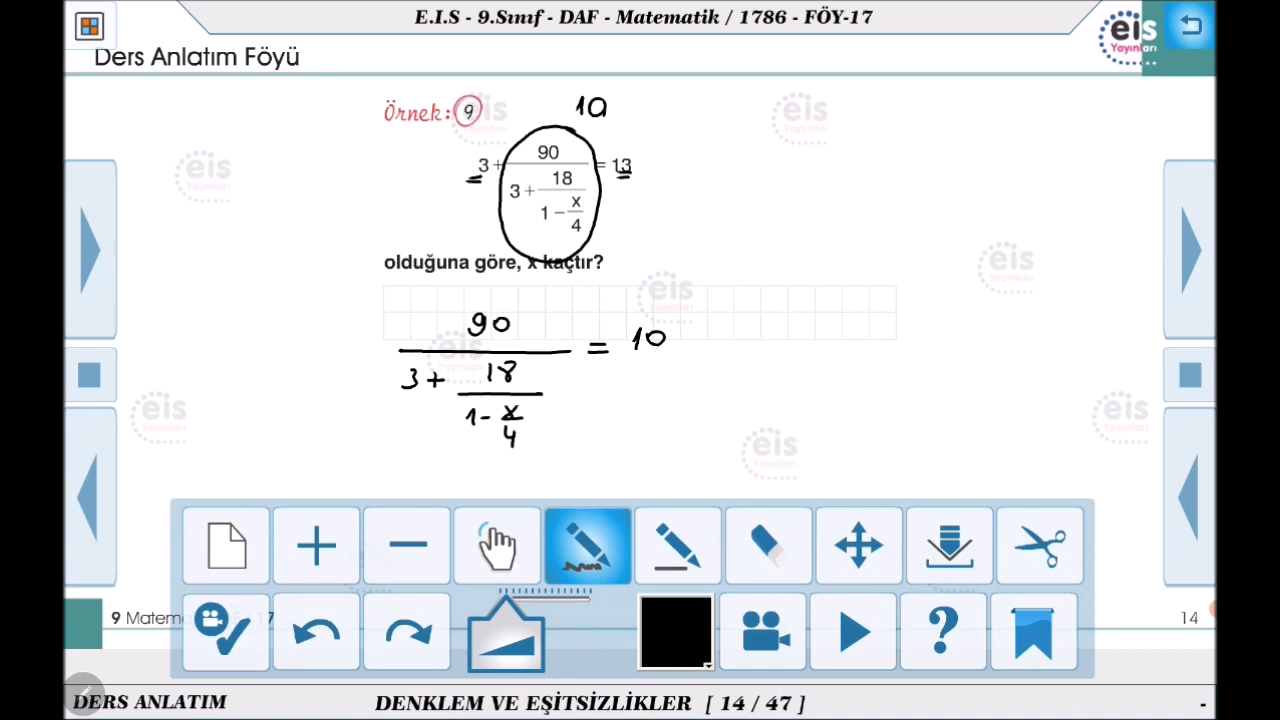 E.I.S - 9.Sınıf - DAF - Matematik / 1786 - FÖY-17
eis
Yayınları
Ders Anlatım Föyü
Örnek: 9
10
3 + 90 / (3 + 18 / (1 − x/4)) = 13
olduğuna göre, x kaçtır?
90 / (3 + 18 / (1 - x/4)) = 10
9 Matem
17
14
DERS ANLATIM
DENKLEM VE EŞİTSİZLİKLER [ 14 / 47 ]
-